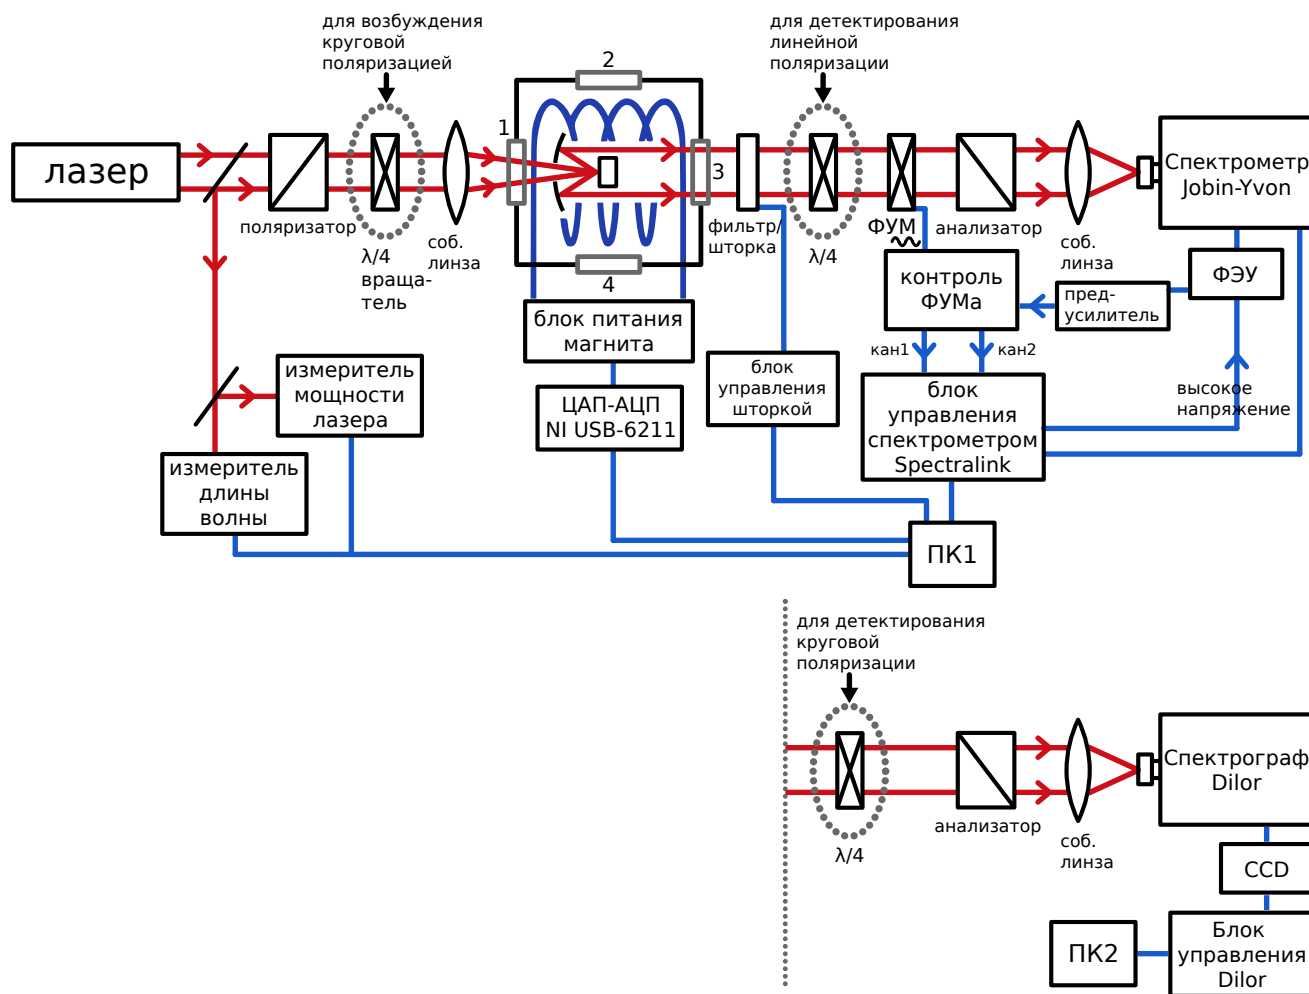 для возбуждения
круговой
поляризацией
для детектирования
линейной
поляризации
лазер
поляризатор
λ/4
враща-
тель
соб.
линза
1
2
3
4
фильтр/
шторка
λ/4
ФУМ
анализатор
соб.
линза
Спектрометр
Jobin-Yvon
ФЭУ
пред-
усилитель
контроль
ФУМа
кан1
кан2
высокое
напряжение
блок питания
магнита
ЦАП-АЦП
NI USB-6211
блок
управления
шторкой
блок
управления
спектрометром
Spectralink
измеритель
мощности
лазера
измеритель
длины
волны
ПК1
для детектирования
круговой
поляризации
λ/4
анализатор
соб.
линза
Спектрограф
Dilor
CCD
ПК2
Блок
управления
Dilor